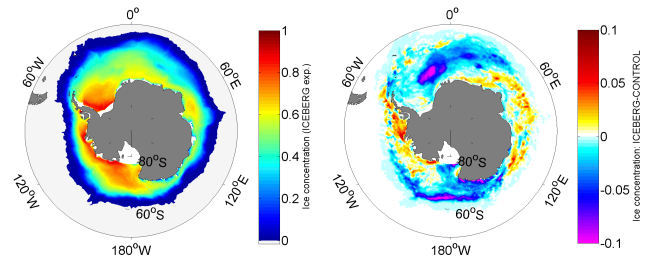 0°
60°W
60°E
80°S
120°W
60°S
120°E
180°W
1
0.8
0.6
0.4
0.2
0
Ice concentration (ICEBERG exp.)
0°
60°W
60°E
80°S
120°W
60°S
120°E
180°W
0.1
0.05
0
-0.05
-0.1
Ice concentration: ICEBERG-CONTROL